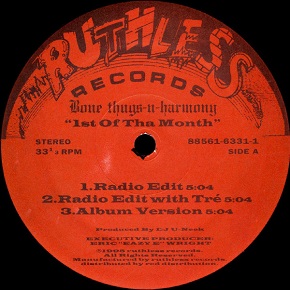 RUTHLESS
RECORDS
Bone thugs-n-harmony
"1st Of Tha Month"
STEREO
33⅓ RPM
88561-6331-1
SIDE A
1.Radio Edit 5:04
2.Radio Edit with Tré 5:04
3.Album Version 5:04
Produced By
EXECUTIVE PRODUCER:
ERIC "EAZY E" WRIGHT
ruthless records.
All Rights Reserved.
Manufactured by ruthless records,
distributed by red distribution.